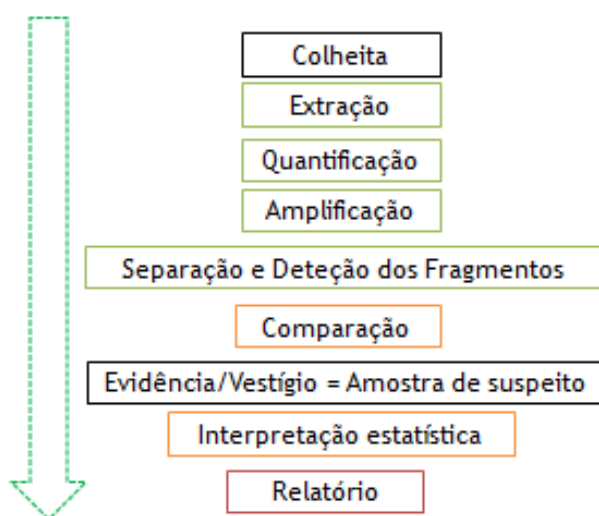 Colheita
Extração
Quantificação
Amplificação
Separação e Deteção dos Fragmentos
Comparação
Evidência/Vestígio = Amostra de suspeito
Interpretação estatística
Relatório